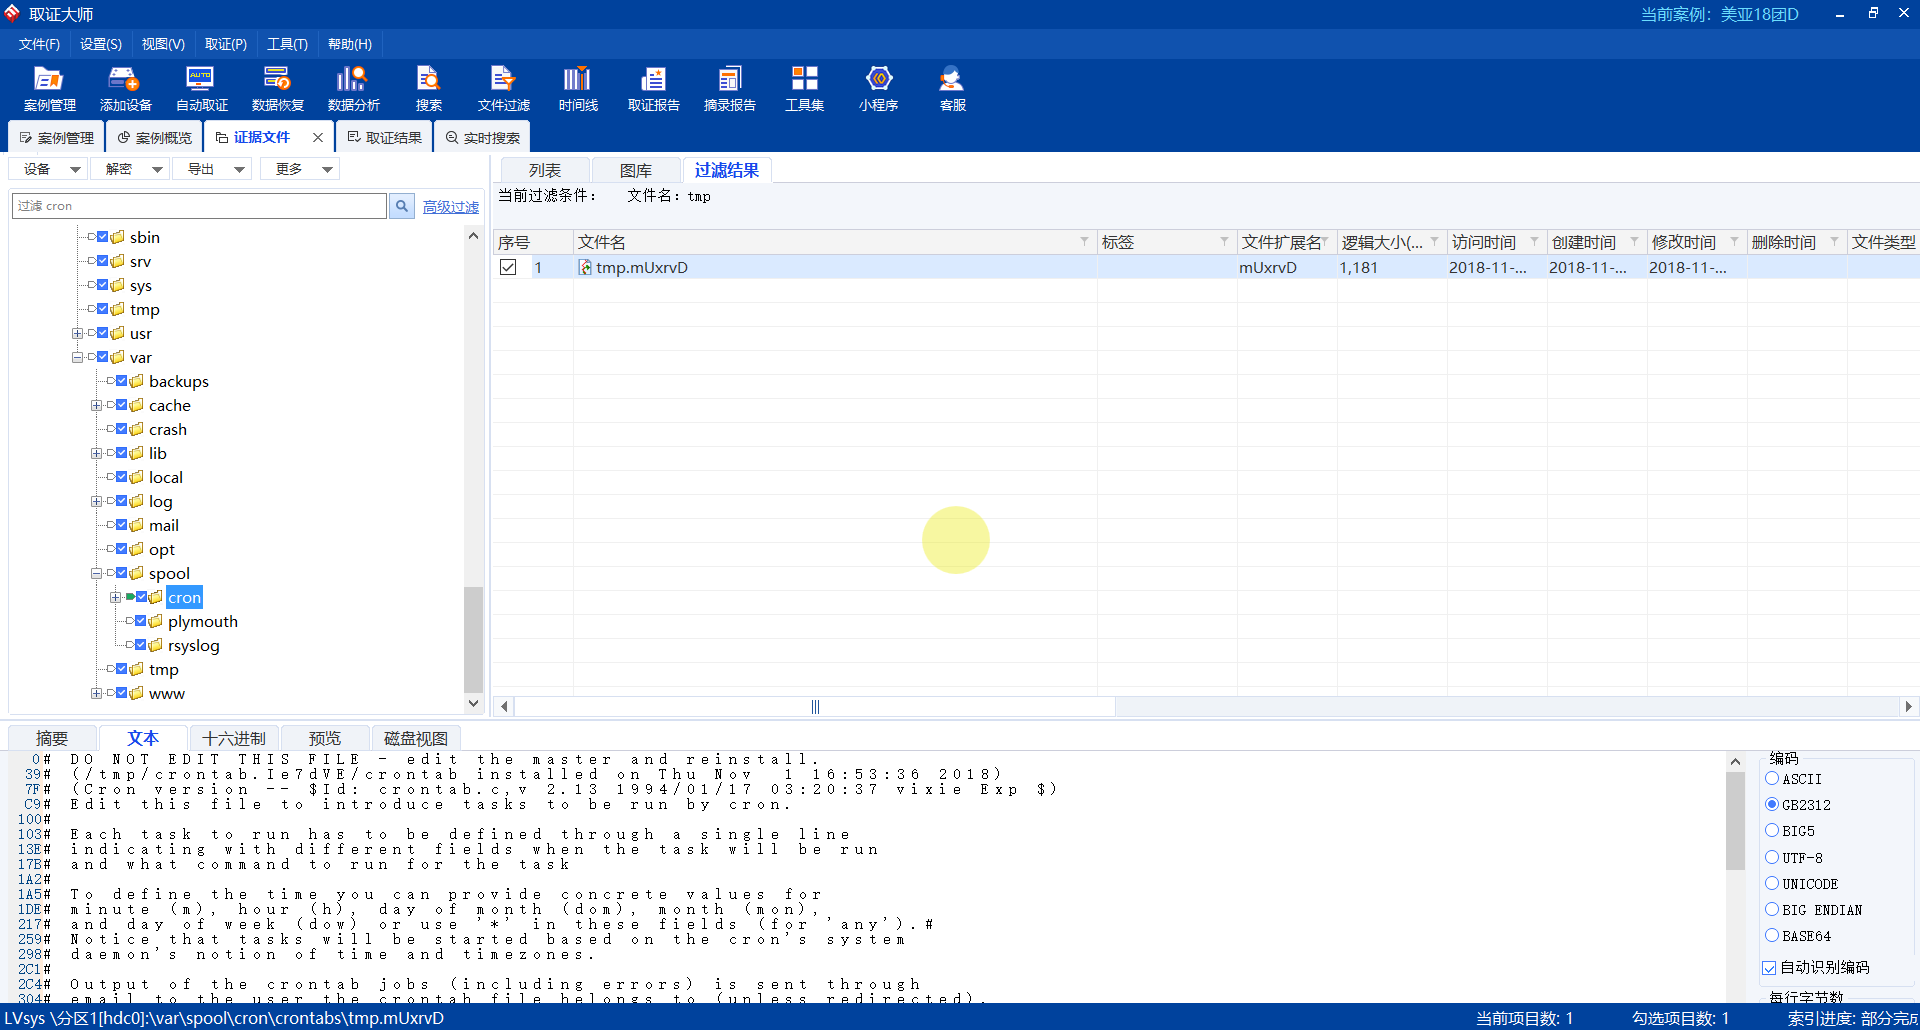 取证大师
当前案例：美亚18团D
文件(F) 设置(S) 视图(V) 取证(P) 工具(T) 帮助(H)
案例管理 添加设备 自动取证 数据恢复 数据分析 搜索 文件过滤 时间线 取证报告 摘录报告 工具集 小程序 客服
案例管理 案例概览 证据文件 取证结果 实时搜索
设备 解密 导出 更多
过滤 cron
高级过滤
sbin
srv
sys
tmp
usr
var
backups
cache
crash
lib
local
log
mail
opt
spool
cron
plymouth
rsyslog
tmp
www
列表 图库 过滤结果
当前过滤条件： 文件名：tmp
序号 文件名 标签 文件扩展名 逻辑大小(... 访问时间 创建时间 修改时间 删除时间 文件类型
1 tmp.mUxrvD mUxrvD 1,181 2018-11-... 2018-11-... 2018-11-...
摘要 文本 十六进制 预览 磁盘视图
0# DO NOT EDIT THIS FILE - edit the master and reinstall.
39# (/tmp/crontab.Ie7dVE/crontab installed on Thu Nov  1 16:53:36 2018)
7F# (Cron version -- $Id: crontab.c,v 2.13 1994/01/17 03:20:37 vixie Exp $)
C9# Edit this file to introduce tasks to be run by cron.
100#
103# Each task to run has to be defined through a single line
13E# indicating with different fields when the task will be run
17B# and what command to run for the task
1A2#
1A5# To define the time you can provide concrete values for
1DE# minute (m), hour (h), day of month (dom), month (mon),
217# and day of week (dow) or use '*' in these fields (for 'any').#
259# Notice that tasks will be started based on the cron's system
298# daemon's notion of time and timezones.
2C1#
2C4# Output of the crontab jobs (including errors) is sent through
304# email to the user the crontab file belongs to (unless redirected).
编码
ASCII
GB2312
BIG5
UTF-8
UNICODE
BIG ENDIAN
BASE64
自动识别编码
每行字节数
LVsys \分区1[hdc0]:\var\spool\cron\crontabs\tmp.mUxrvD 当前项目数: 1 勾选项目数: 1 索引进度: 部分完成